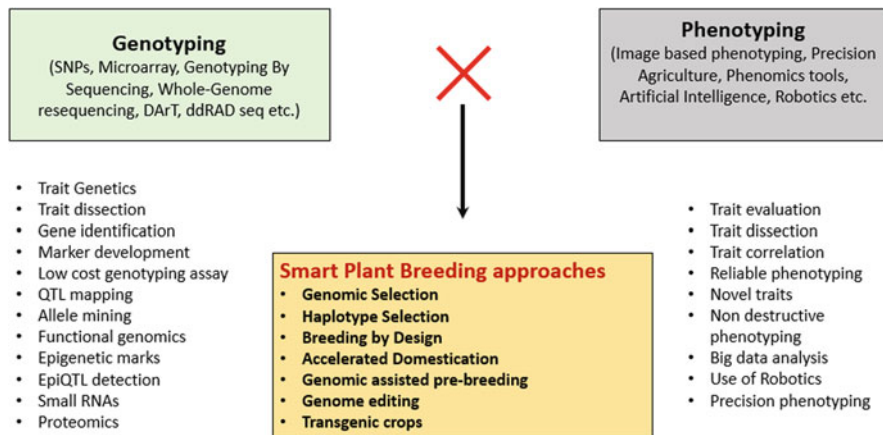 Genotyping
(SNPs, Microarray, Genotyping By
Sequencing, Whole-Genome
resequencing, DArT, ddRAD seq etc.)
Phenotyping
(Image based phenotyping, Precision
Agriculture, Phenomics tools,
Artificial Intelligence, Robotics etc.
• Trait Genetics
• Trait dissection
• Gene identification
• Marker development
• Low cost genotyping assay
• QTL mapping
• Allele mining
• Functional genomics
• Epigenetic marks
• EpiQTL detection
• Small RNAs
• Proteomics
Smart Plant Breeding approaches
• Genomic Selection
• Haplotype Selection
• Breeding by Design
• Accelerated Domestication
• Genomic assisted pre-breeding
• Genome editing
• Transgenic crops
• Trait evaluation
• Trait dissection
• Trait correlation
• Reliable phenotyping
• Novel traits
• Non destructive
phenotyping
• Big data analysis
• Use of Robotics
• Precision phenotyping